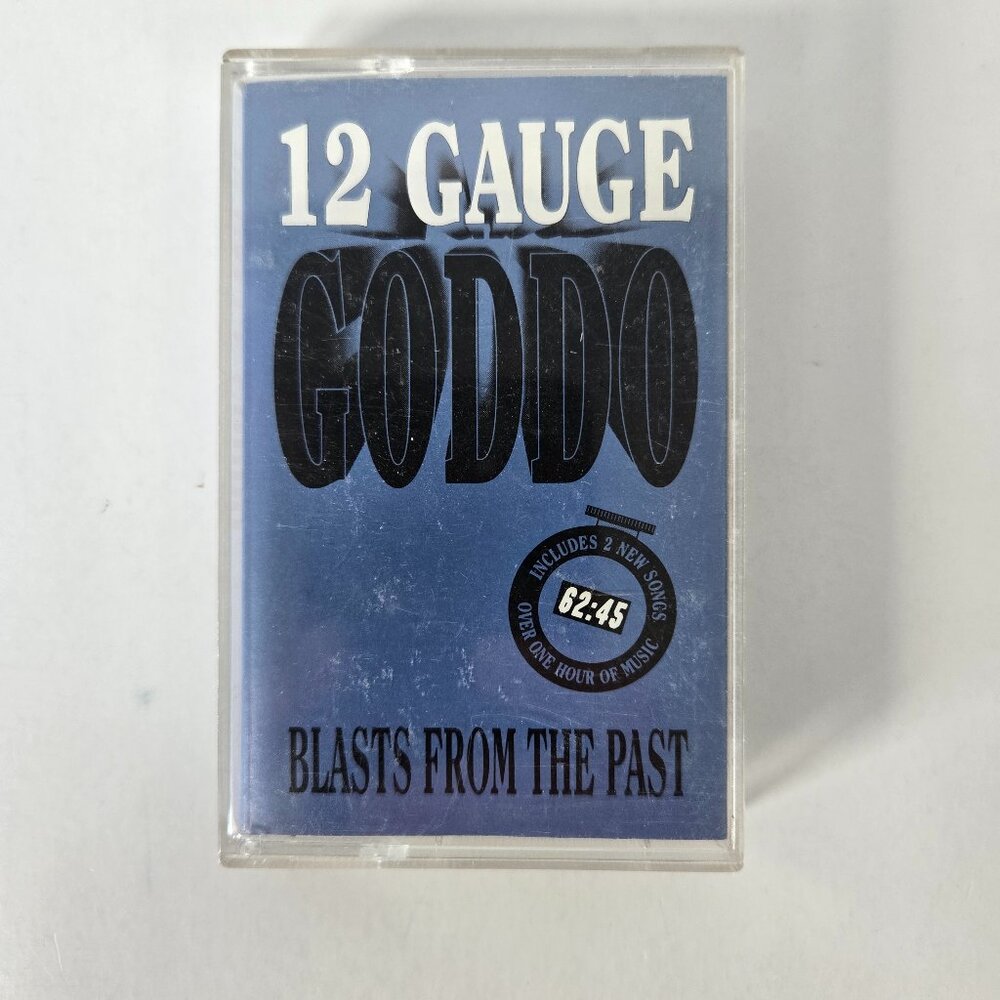 12 GAUGE
GODDO
INCLUDES 2 NEW SONGS
62:45
OVER ONE HOUR OF MUSIC
BLASTS FROM THE PAST